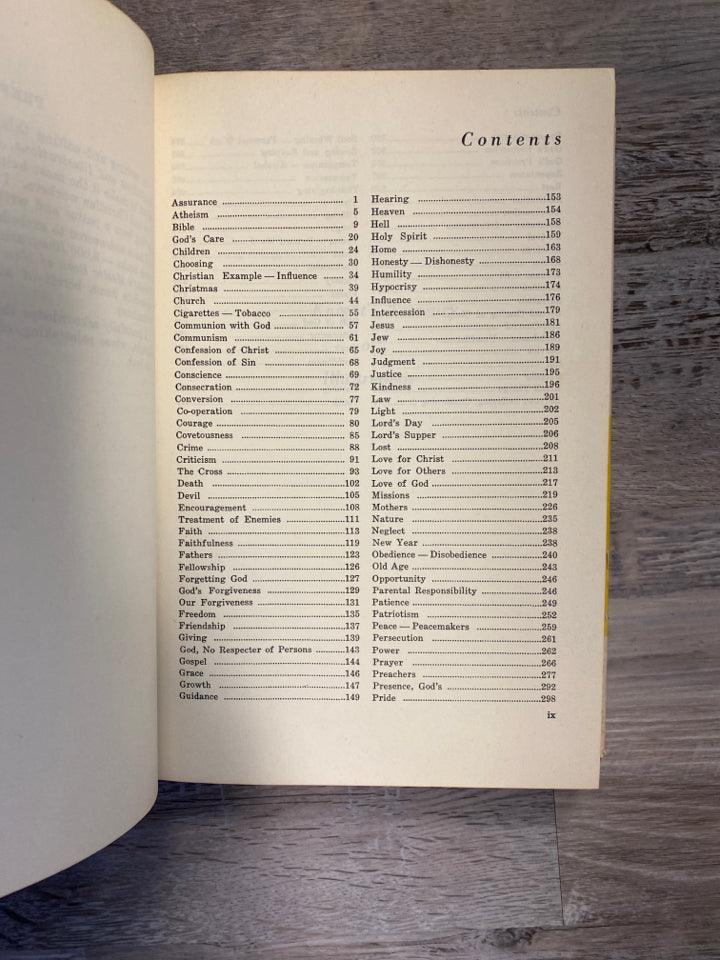 Contents
Assurance ........ 1
Atheism ........ 5
Bible ........ 9
God's Care ........ 20
Children ........ 24
Choosing ........ 30
Christian Example — Influence ........ 34
Christmas ........ 39
Church ........ 44
Cigarettes — Tobacco ........ 55
Communion with God ........ 57
Communism ........ 61
Confession of Christ ........ 65
Confession of Sin ........ 68
Conscience ........ 69
Consecration ........ 72
Conversion ........ 77
Co-operation ........ 79
Courage ........ 80
Covetousness ........ 85
Crime ........ 88
Criticism ........ 91
The Cross ........ 93
Death ........ 102
Devil ........ 105
Encouragement ........ 108
Treatment of Enemies ........ 111
Faith ........ 113
Faithfulness ........ 119
Fathers ........ 123
Fellowship ........ 126
Forgetting God ........ 127
God's Forgiveness ........ 129
Our Forgiveness ........ 131
Freedom ........ 135
Friendship ........ 137
Giving ........ 139
God, No Respecter of Persons ........ 143
Gospel ........ 144
Grace ........ 146
Growth ........ 147
Guidance ........ 149
Hearing ........ 153
Heaven ........ 154
Hell ........ 158
Holy Spirit ........ 159
Home ........ 163
Honesty — Dishonesty ........ 168
Humility ........ 173
Hypocrisy ........ 174
Influence ........ 176
Intercession ........ 179
Jesus ........ 181
Jew ........ 186
Joy ........ 189
Judgment ........ 191
Justice ........ 195
Kindness ........ 196
Law ........ 201
Light ........ 202
Lord's Day ........ 205
Lord's Supper ........ 206
Lost ........ 208
Love for Christ ........ 211
Love for Others ........ 213
Love of God ........ 217
Missions ........ 219
Mothers ........ 226
Nature ........ 235
Neglect ........ 238
New Year ........ 238
Obedience — Disobedience ........ 240
Old Age ........ 243
Opportunity ........ 246
Parental Responsibility ........ 246
Patience ........ 249
Patriotism ........ 252
Peace — Peacemakers ........ 259
Persecution ........ 261
Power ........ 262
Prayer ........ 266
Preachers ........ 277
Presence, God's ........ 292
Pride ........ 298
ix